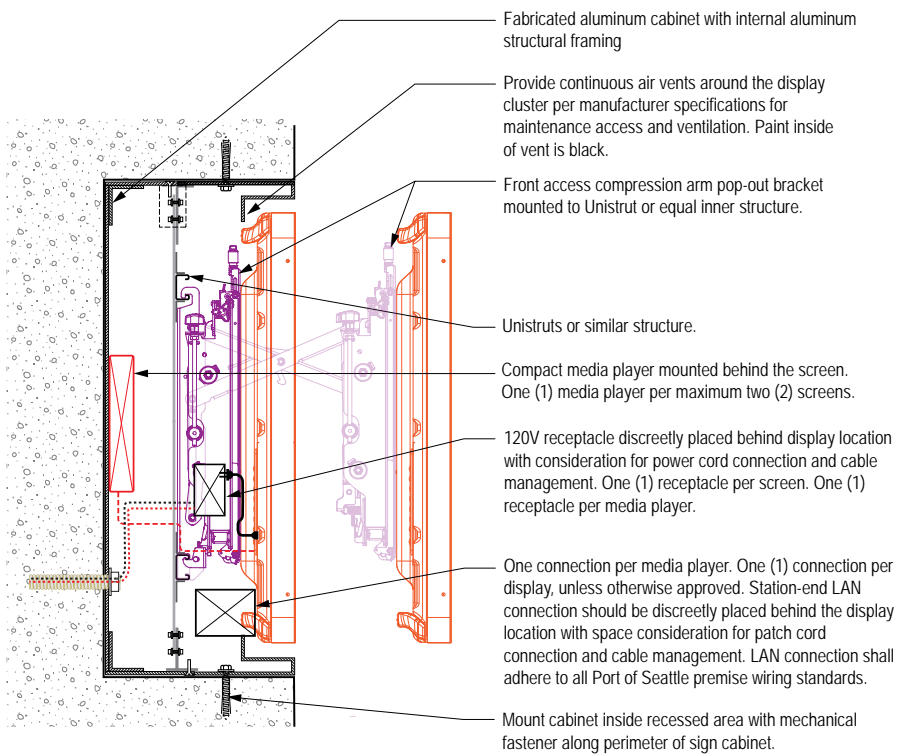 Fabricated aluminum cabinet with internal aluminum
structural framing
Provide continuous air vents around the display
cluster per manufacturer specifications for
maintenance access and ventilation. Paint inside
of vent is black.
Front access compression arm pop-out bracket
mounted to Unistrut or equal inner structure.
Unistruts or similar structure.
Compact media player mounted behind the screen.
One (1) media player per maximum two (2) screens.
120V receptacle discreetly placed behind display location
with consideration for power cord connection and cable
management. One (1) receptacle per screen. One (1)
receptacle per media player.
One connection per media player. One (1) connection per
display, unless otherwise approved. Station-end LAN
connection should be discreetly placed behind the display
location with space consideration for patch cord
connection and cable management. LAN connection shall
adhere to all Port of Seattle premise wiring standards.
Mount cabinet inside recessed area with mechanical
fastener along perimeter of sign cabinet.